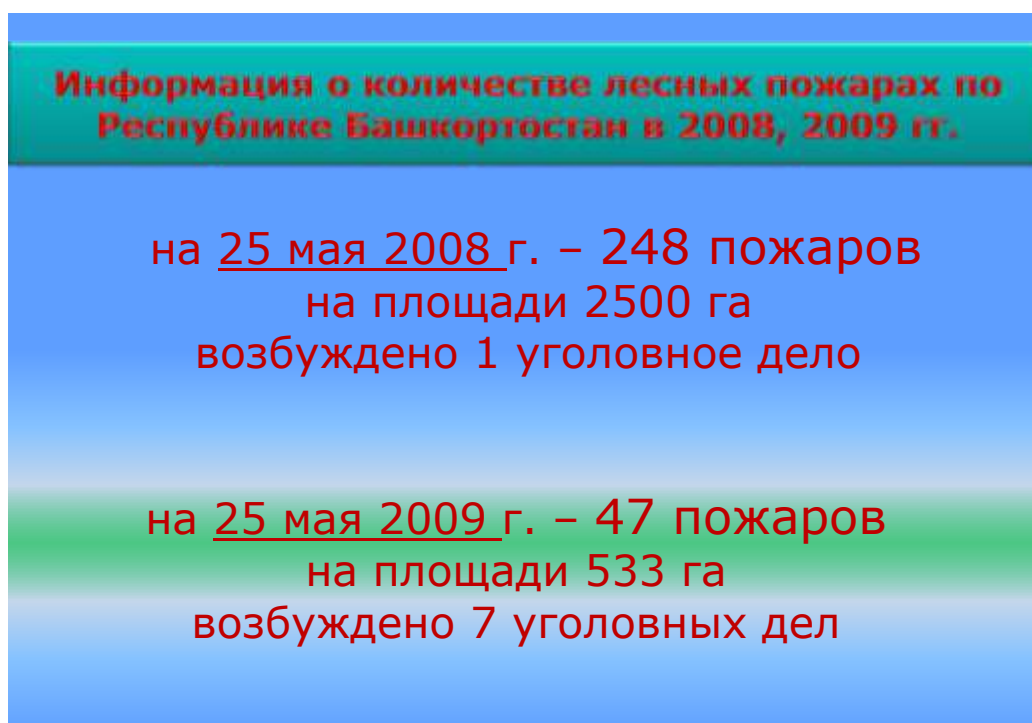 Информация о количестве лесных пожарах по
Республике Башкортостан в 2008, 2009 гг.
на 25 мая 2008 г. – 248 пожаров
на площади 2500 га
возбуждено 1 уголовное дело
на 25 мая 2009 г. – 47 пожаров
на площади 533 га
возбуждено 7 уголовных дел